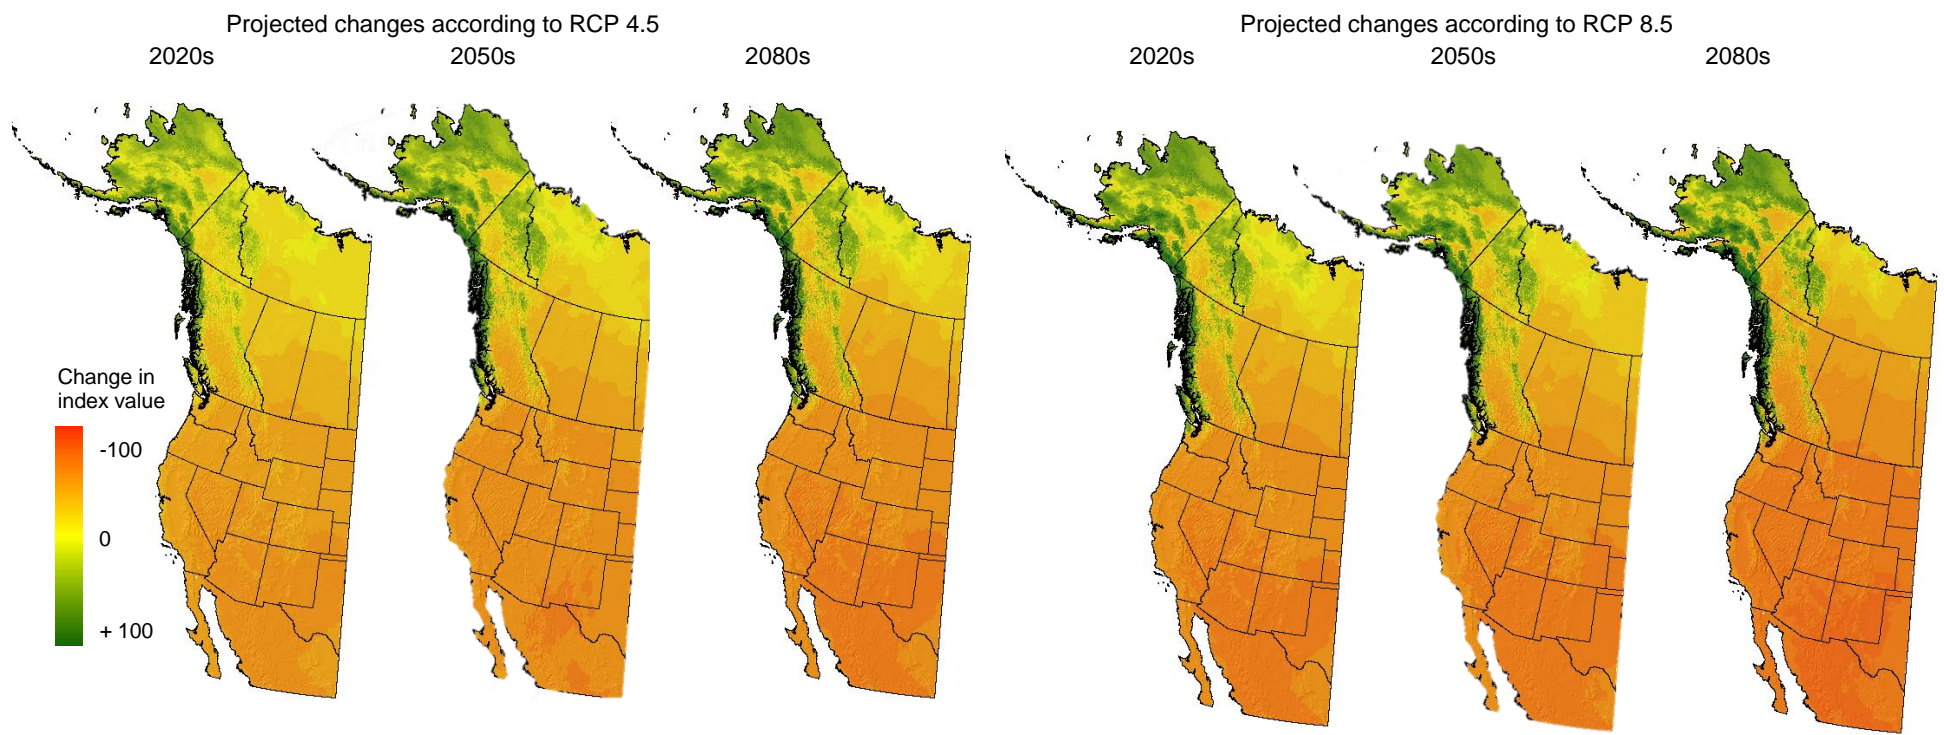 Projected changes according to RCP 4.5
2020s 2050s 2080s
Projected changes according to RCP 8.5
2020s 2050s 2080s
Change in
index value
-100
0
+ 100